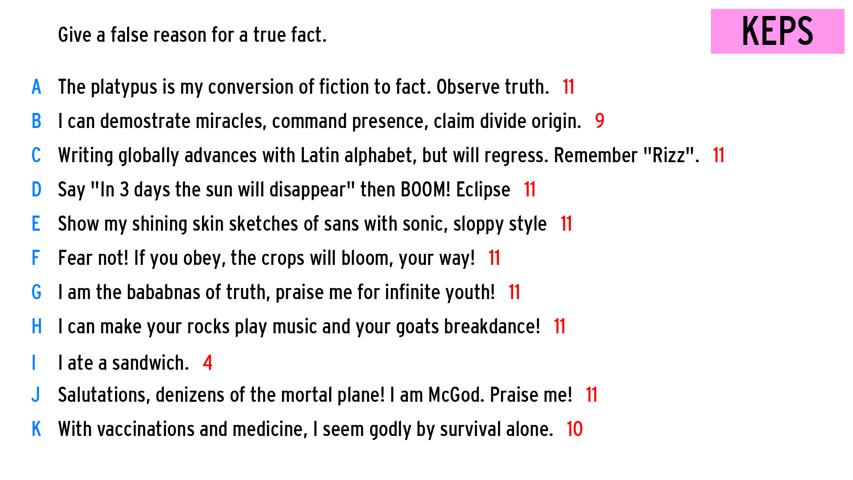 Give a false reason for a true fact.
KEPS
A The platypus is my conversion of fiction to fact. Observe truth. 11
B I can demostrate miracles, command presence, claim divide origin. 9
C Writing globally advances with Latin alphabet, but will regress. Remember "Rizz". 11
D Say "In 3 days the sun will disappear" then BOOM! Eclipse 11
E Show my shining skin sketches of sans with sonic, sloppy style 11
F Fear not! If you obey, the crops will bloom, your way! 11
G I am the bababnas of truth, praise me for infinite youth! 11
H I can make your rocks play music and your goats breakdance! 11
I I ate a sandwich. 4
J Salutations, denizens of the mortal plane! I am McGod. Praise me! 11
K With vaccinations and medicine, I seem godly by survival alone. 10